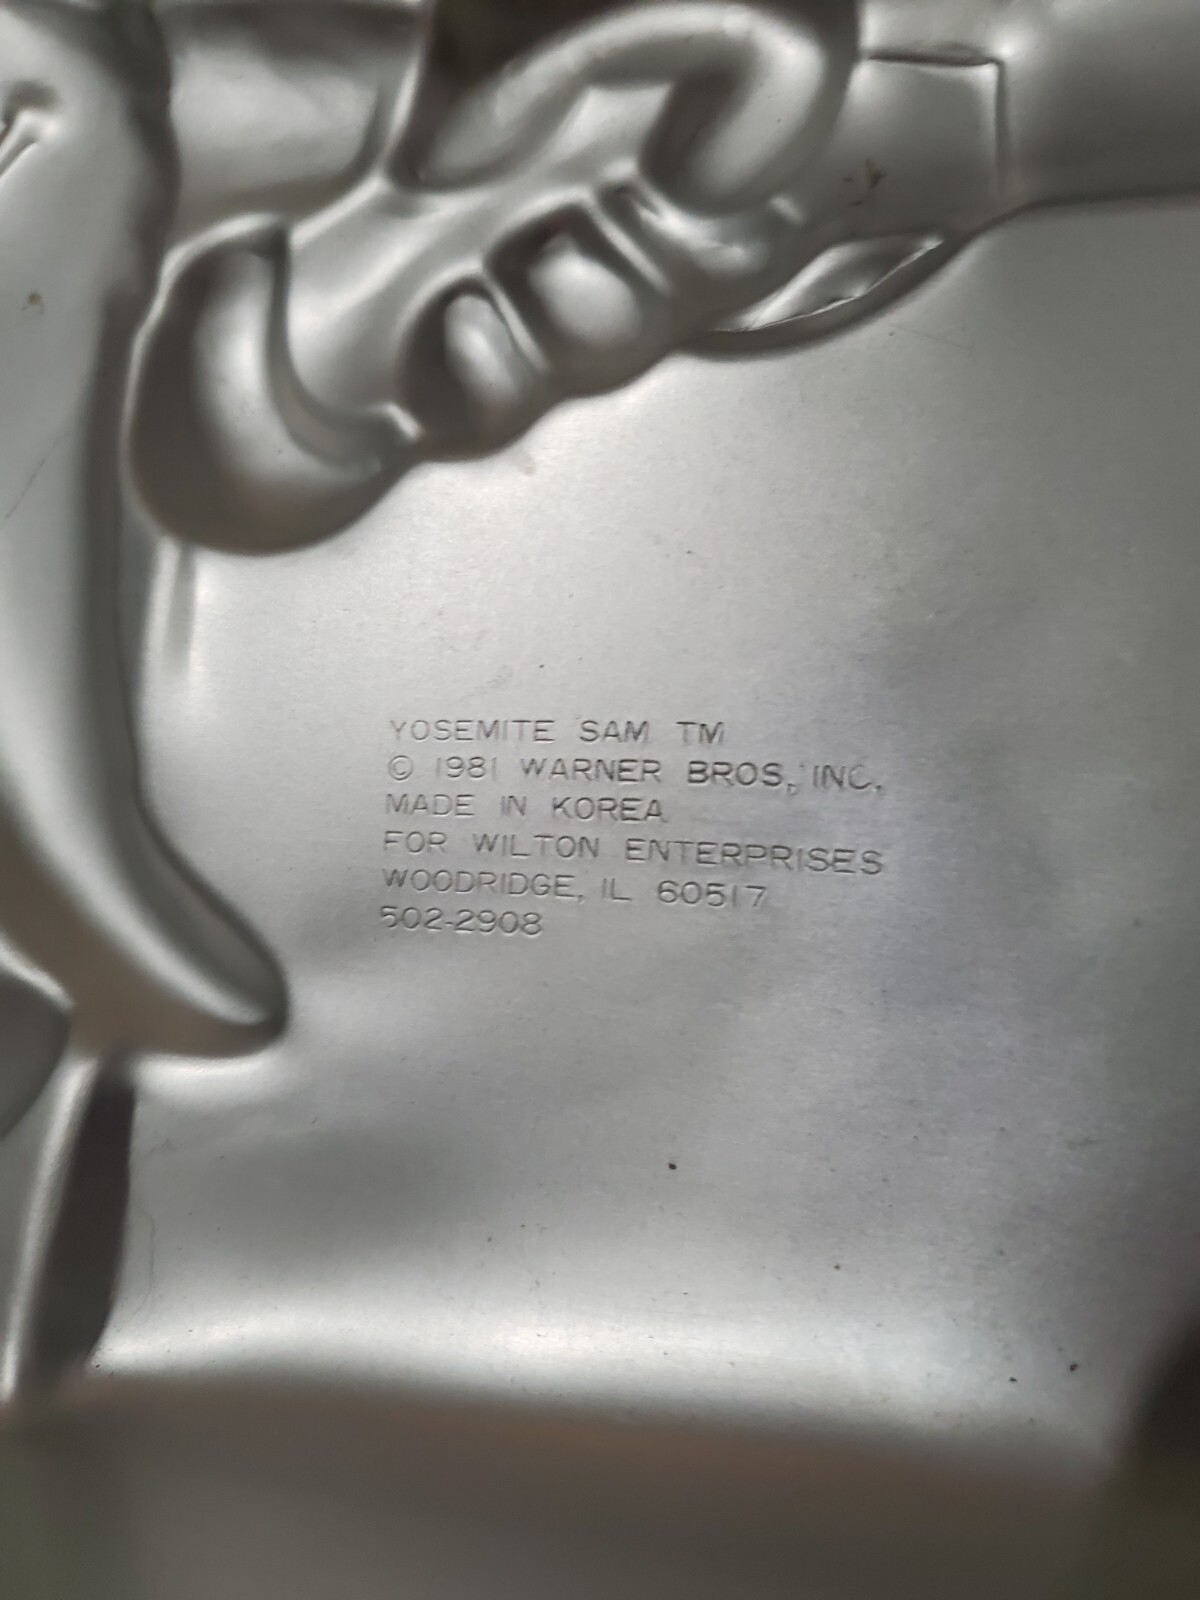 YOSEMITE SAM TM
© 1981 WARNER BROS., INC.
MADE IN KOREA
FOR WILTON ENTERPRISES
WOODRIDGE, IL 60517
502-2908